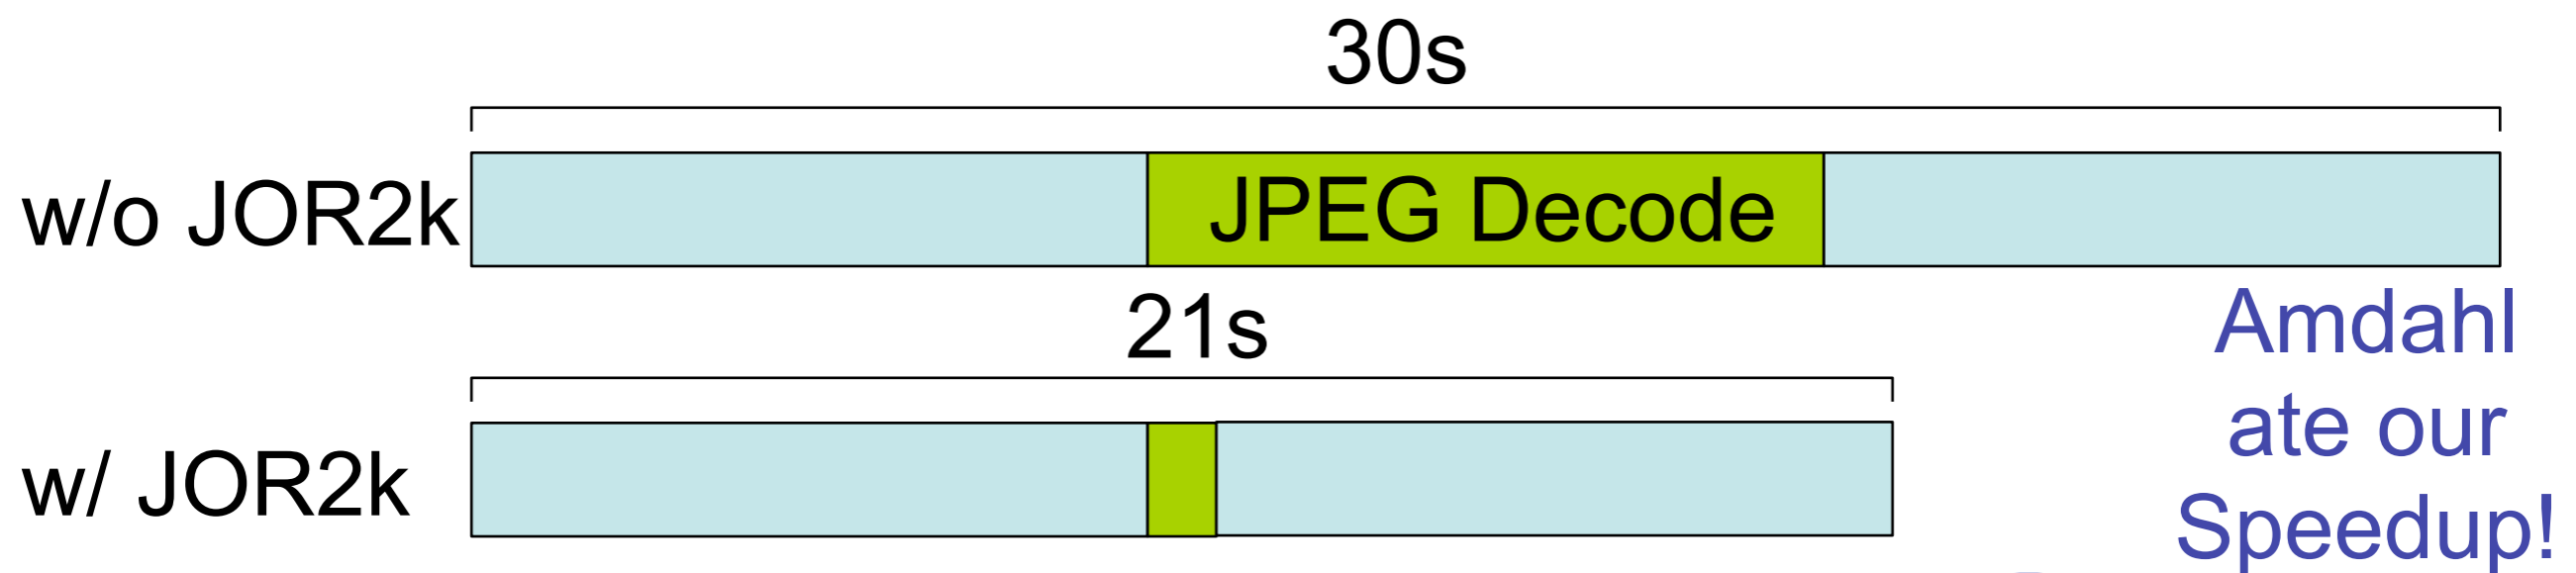 30s
w/o JOR2k
JPEG Decode
21s
w/ JOR2k
Amdahl
ate our
Speedup!